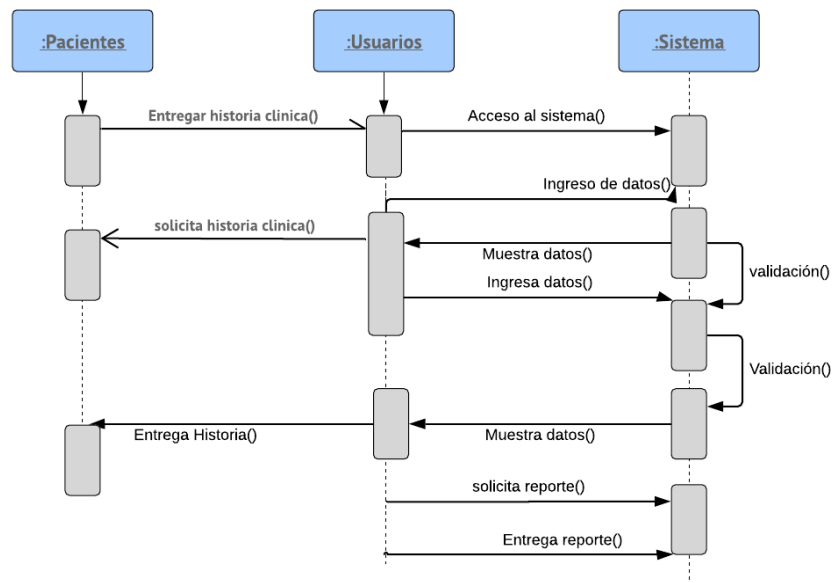 :Pacientes
:Usuarios
:Sistema
Entregar historia clinica()
Acceso al sistema()
Ingreso de datos()
solicita historia clinica()
Muestra datos()
validación()
Ingresa datos()
Validación()
Entrega Historia()
Muestra datos()
solicita reporte()
Entrega reporte()